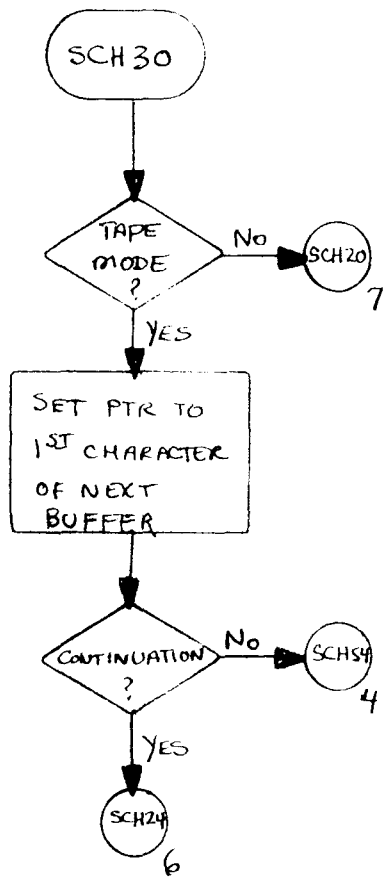 SCH30
TAPE
MODE
?
No
SCH20
7
YES
SET PTR TO
1ST CHARACTER
OF NEXT
BUFFER
CONTINUATION
?
No
SCH54
4
YES
SCH24
6